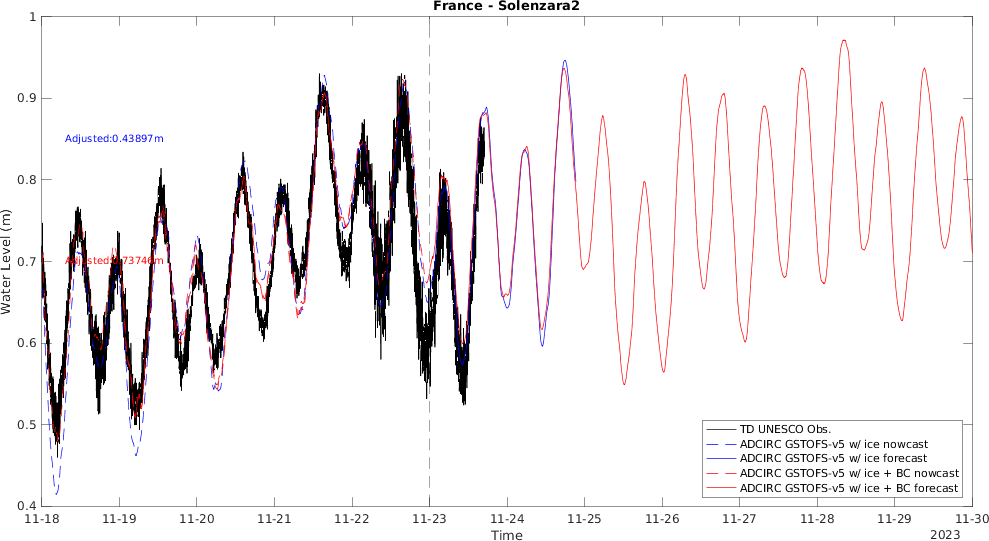 France - Solenzara2
Water Level (m)
1
0.9
0.8
0.7
0.6
0.5
0.4
Adjusted:0.43897m
Adjusted:0.73746m
TD UNESCO Obs.
ADCIRC GSTOFS-v5 w/ ice nowcast
ADCIRC GSTOFS-v5 w/ ice forecast
ADCIRC GSTOFS-v5 w/ ice + BC nowcast
ADCIRC GSTOFS-v5 w/ ice + BC forecast
11-18 11-19 11-20 11-21 11-22 11-23 11-24 11-25 11-26 11-27 11-28 11-29 11-30
Time
2023